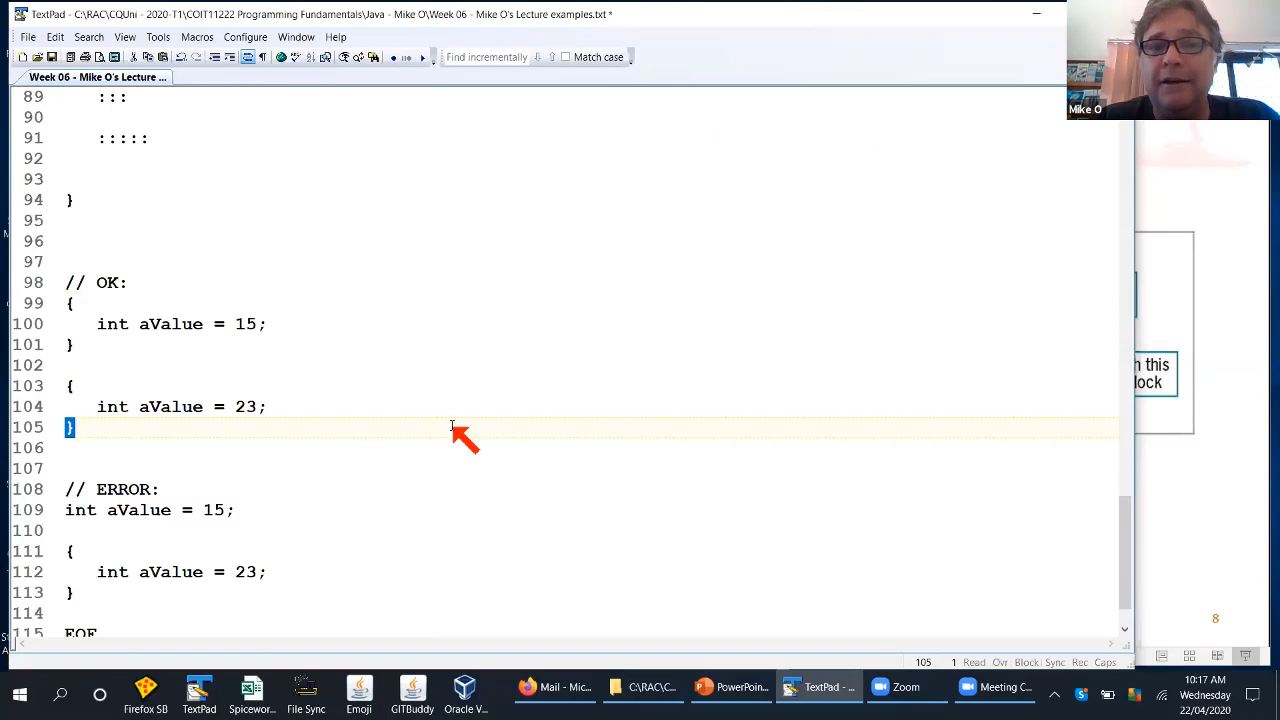 TextPad - C:\RAC\CQUni - 2020-T1\COIT11222 Programming Fundamentals\Java - Mike O\Week 06 - Mike O's Lecture examples.txt *
File Edit Search View Tools Macros Configure Window Help
Find incrementally Match case
Week 06 - Mike O's Lecture ...
Mike O
89 :::
90
91 :::::
92
93
94 }
95
96
97
98 // OK:
99 {
100 int aValue = 15;
101 }
102
103 {
104 int aValue = 23;
105 }
106
107
108 // ERROR:
109 int aValue = 15;
110
111 {
112 int aValue = 23;
113 }
114
115 EOF
n this
lock
8
105 1 Read Ovr Block Sync Rec Caps
Firefox SB TextPad Spicewor... File Sync Emoji GITBuddy Oracle V...
Mail - Mic... C:\RAC\C... PowerPoin... TextPad - ... Zoom Meeting C...
10:17 AM
Wednesday
22/04/2020